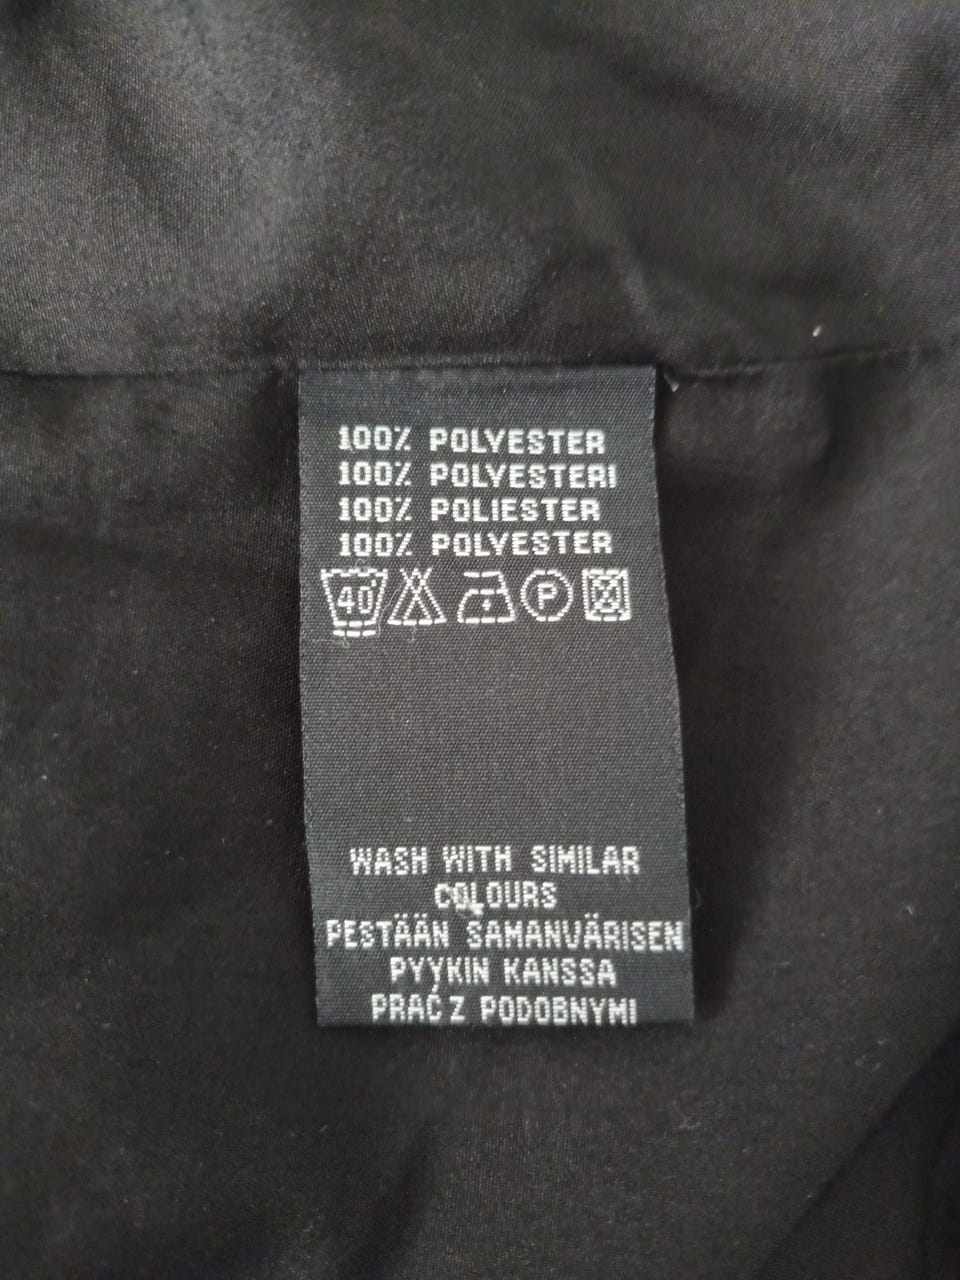 100% POLYESTER
100% POLYESTERI
100% POLIESTER
100% POLYESTER
40 P
WASH WITH SIMILAR
COLOURS
PESTÄÄN SAMANVÄRISEN
PYYKIN KANSSA
PRAĆ Z PODOBNYMI